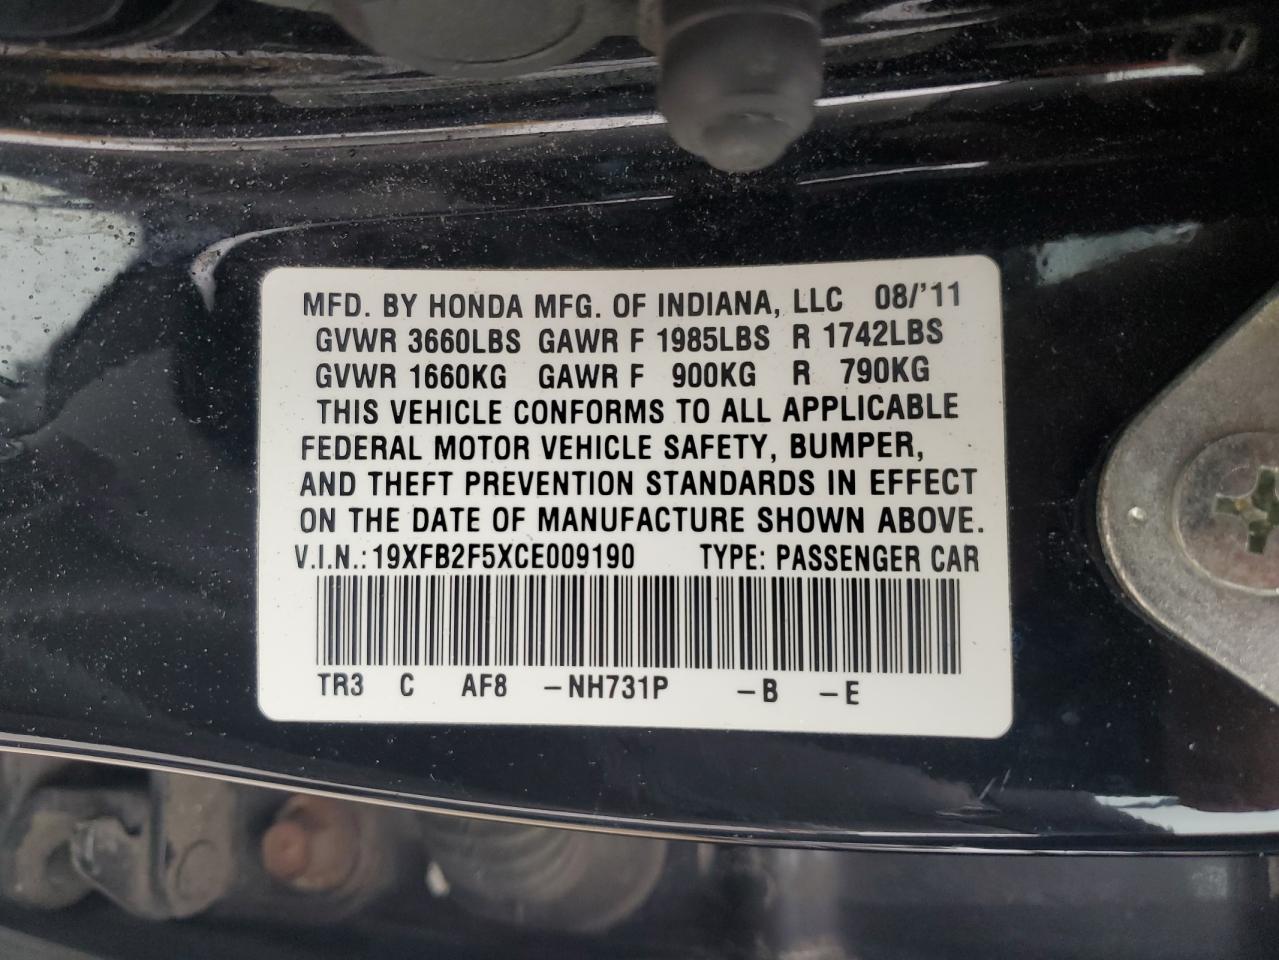 MFD. BY HONDA MFG. OF INDIANA, LLC 08/'11
GVWR 3660LBS GAWR F 1985LBS R 1742LBS
GVWR 1660KG GAWR F 900KG R 790KG
THIS VEHICLE CONFORMS TO ALL APPLICABLE
FEDERAL MOTOR VEHICLE SAFETY, BUMPER,
AND THEFT PREVENTION STANDARDS IN EFFECT
ON THE DATE OF MANUFACTURE SHOWN ABOVE.
V.I.N.: 19XFB2F5XCE009190 TYPE: PASSENGER CAR
TR3 C AF8 –NH731P –B –E